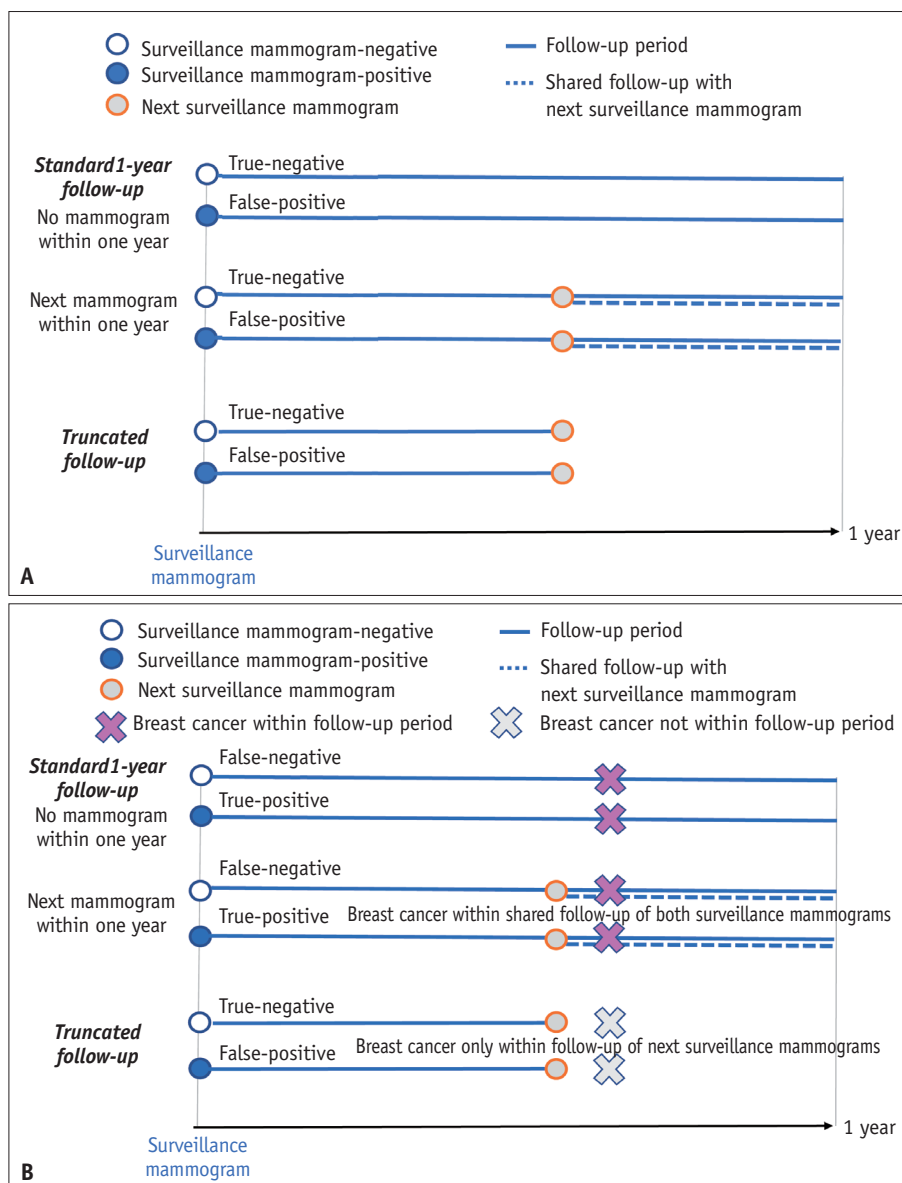 Surveillance mammogram-negative
Surveillance mammogram-positive
Next surveillance mammogram
Follow-up period
Shared follow-up with
next surveillance mammogram
Standard1-year
follow-up
No mammogram
within one year
True-negative
False-positive
Next mammogram
within one year
True-negative
False-positive
Truncated
follow-up
True-negative
False-positive
1 year
Surveillance
mammogram
A
Surveillance mammogram-negative
Surveillance mammogram-positive
Next surveillance mammogram
Breast cancer within follow-up period
Follow-up period
Shared follow-up with
next surveillance mammogram
Breast cancer not within follow-up period
Standard1-year
follow-up
No mammogram
within one year
False-negative
True-positive
Next mammogram
within one year
False-negative
True-positive
Breast cancer within shared follow-up of both surveillance mammograms
Truncated
follow-up
True-negative
False-positive
Breast cancer only within follow-up of next surveillance mammograms
1 year
Surveillance
mammogram
B